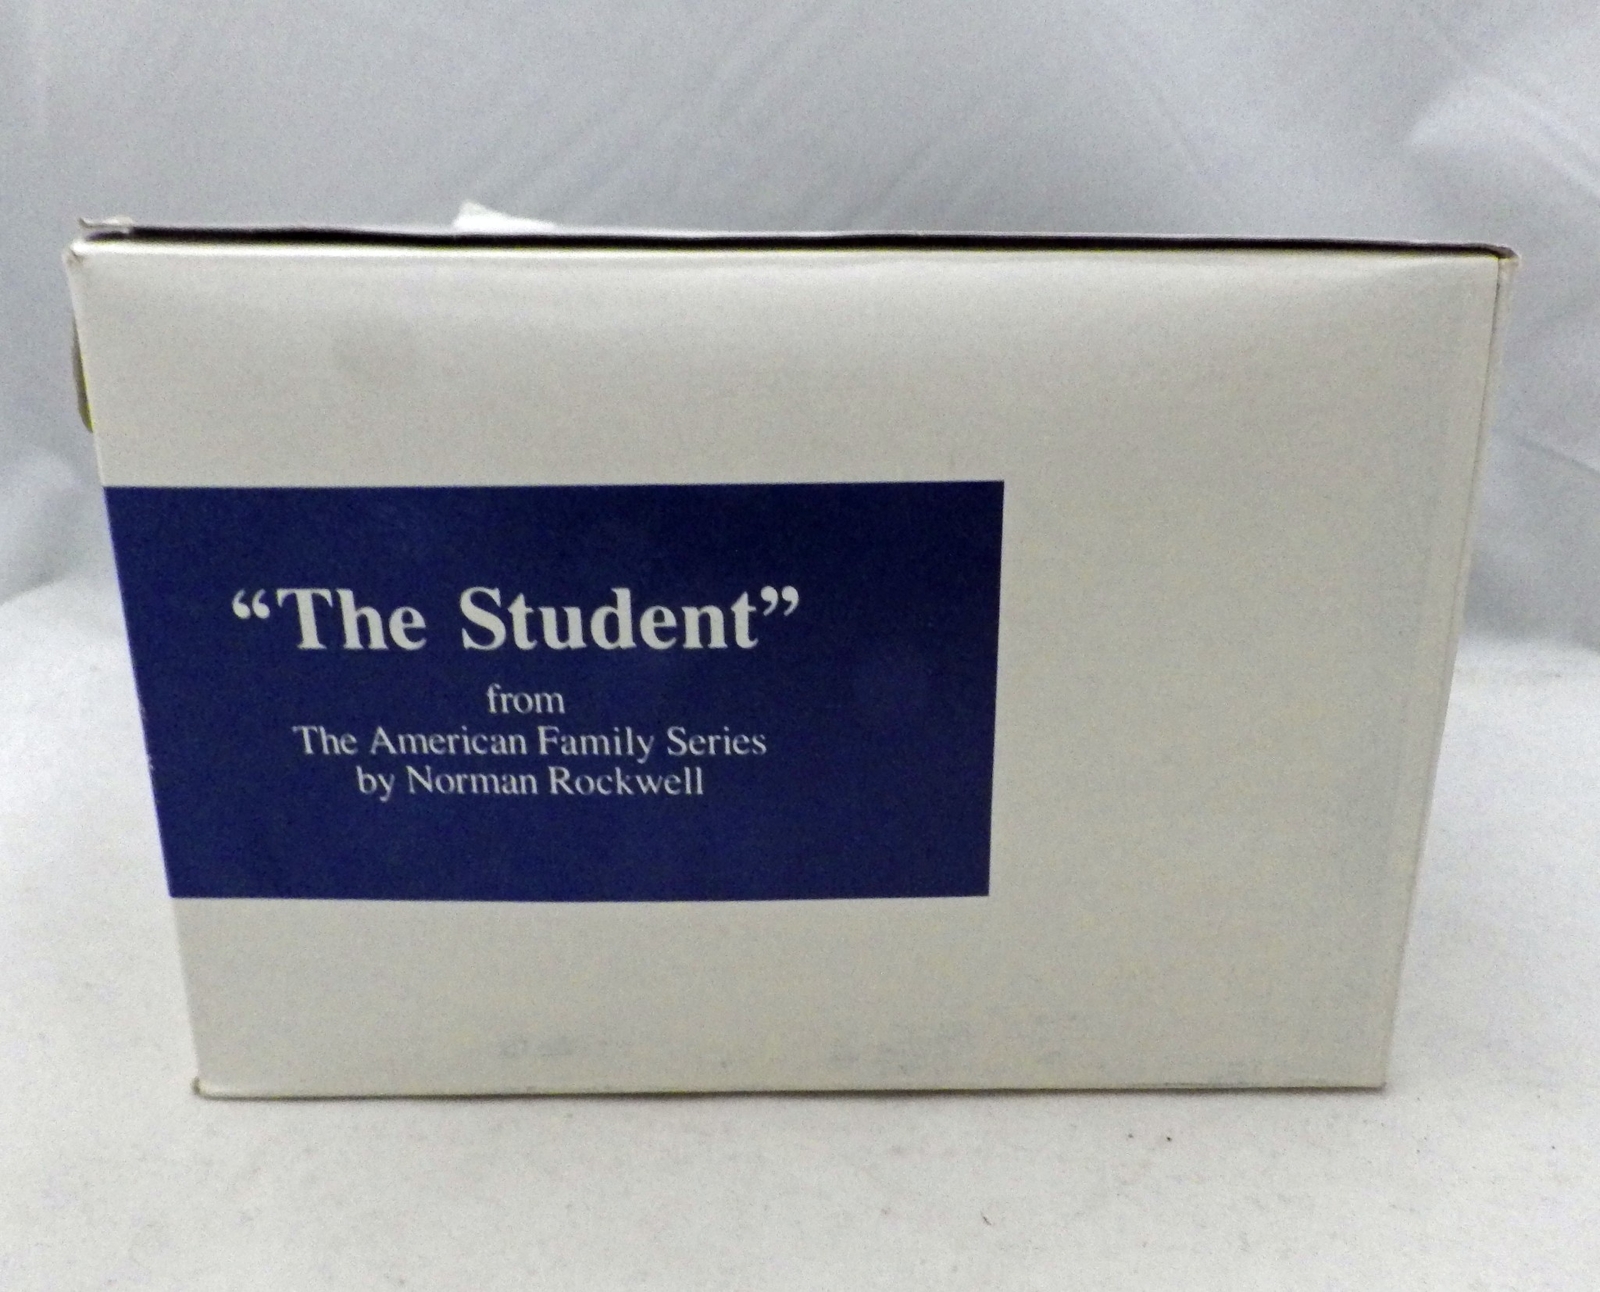 “The Student”
from
The American Family Series
by Norman Rockwell